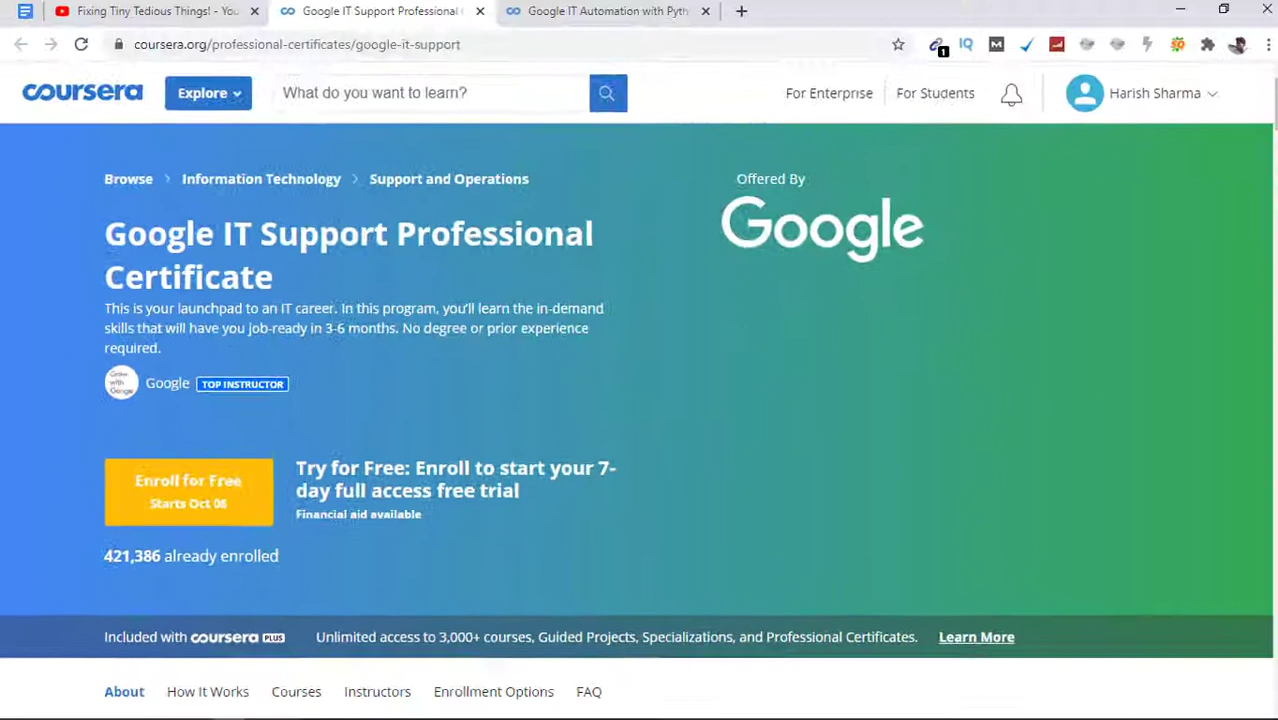 Fixing Tiny Tedious Things! - You
Google IT Support Professional
Google IT Automation with Pyth
coursera.org/professional-certificates/google-it-support
1
coursera
Explore
What do you want to learn?
For Enterprise
For Students
Harish Sharma
Browse
Information Technology
Support and Operations
Offered By
Google
Google IT Support Professional
Certificate
This is your launchpad to an IT career. In this program, you'll learn the in-demand
skills that will have you job-ready in 3-6 months. No degree or prior experience
required.
Grow
with
Google
Google TOP INSTRUCTOR
Enroll for Free
Starts Oct 06
Try for Free: Enroll to start your 7-
day full access free trial
Financial aid available
421,386 already enrolled
Included with coursera PLUS
Unlimited access to 3,000+ courses, Guided Projects, Specializations, and Professional Certificates.
Learn More
About
How It Works
Courses
Instructors
Enrollment Options
FAQ